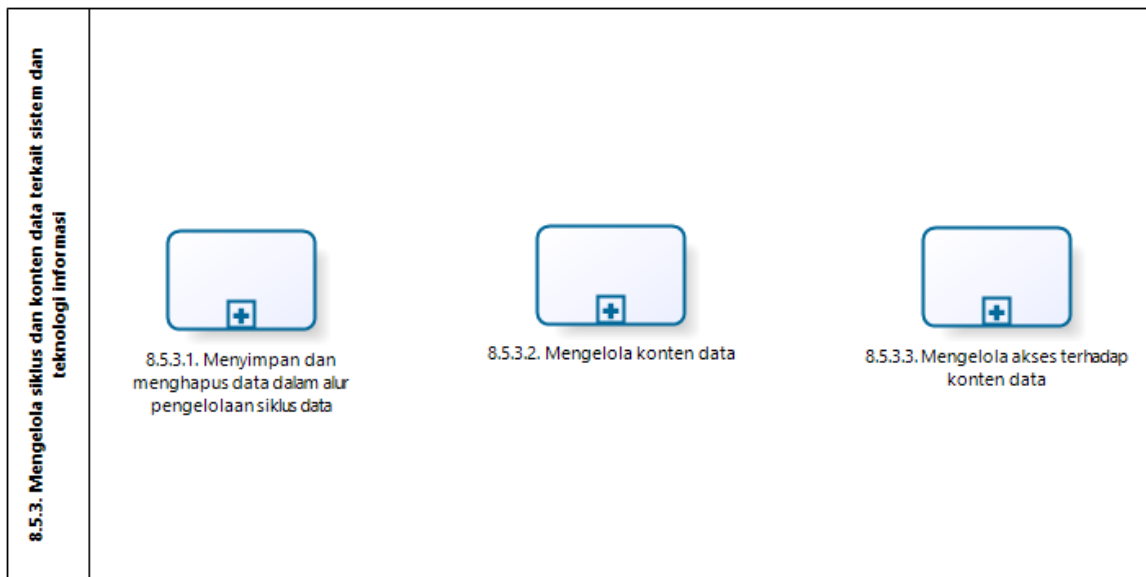 8.5.3. Mengelola siklus dan konten data terkait sistem dan
teknologi informasi
8.5.3.1. Menyimpan dan
menghapus data dalam alur
pengelolaan siklus data
8.5.3.2. Mengelola konten data
8.5.3.3. Mengelola akses terhadap
konten data